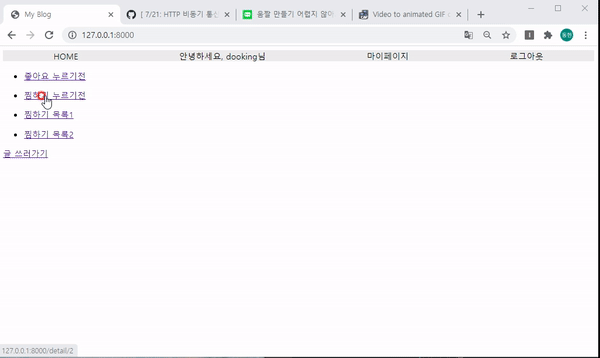 My Blog
| 7/21: HTTP 비동기 통신
움짤 만들기 어렵지 않아
Video to animated GIF
127.0.0.1:8000
HOME 안녕하세요, dooking님 마이페이지 로그아웃
좋아요 누르기전
찜하기 누르기전
찜하기 목록1
찜하기 목록2
글 쓰러가기
127.0.0.1:8000/detail/2